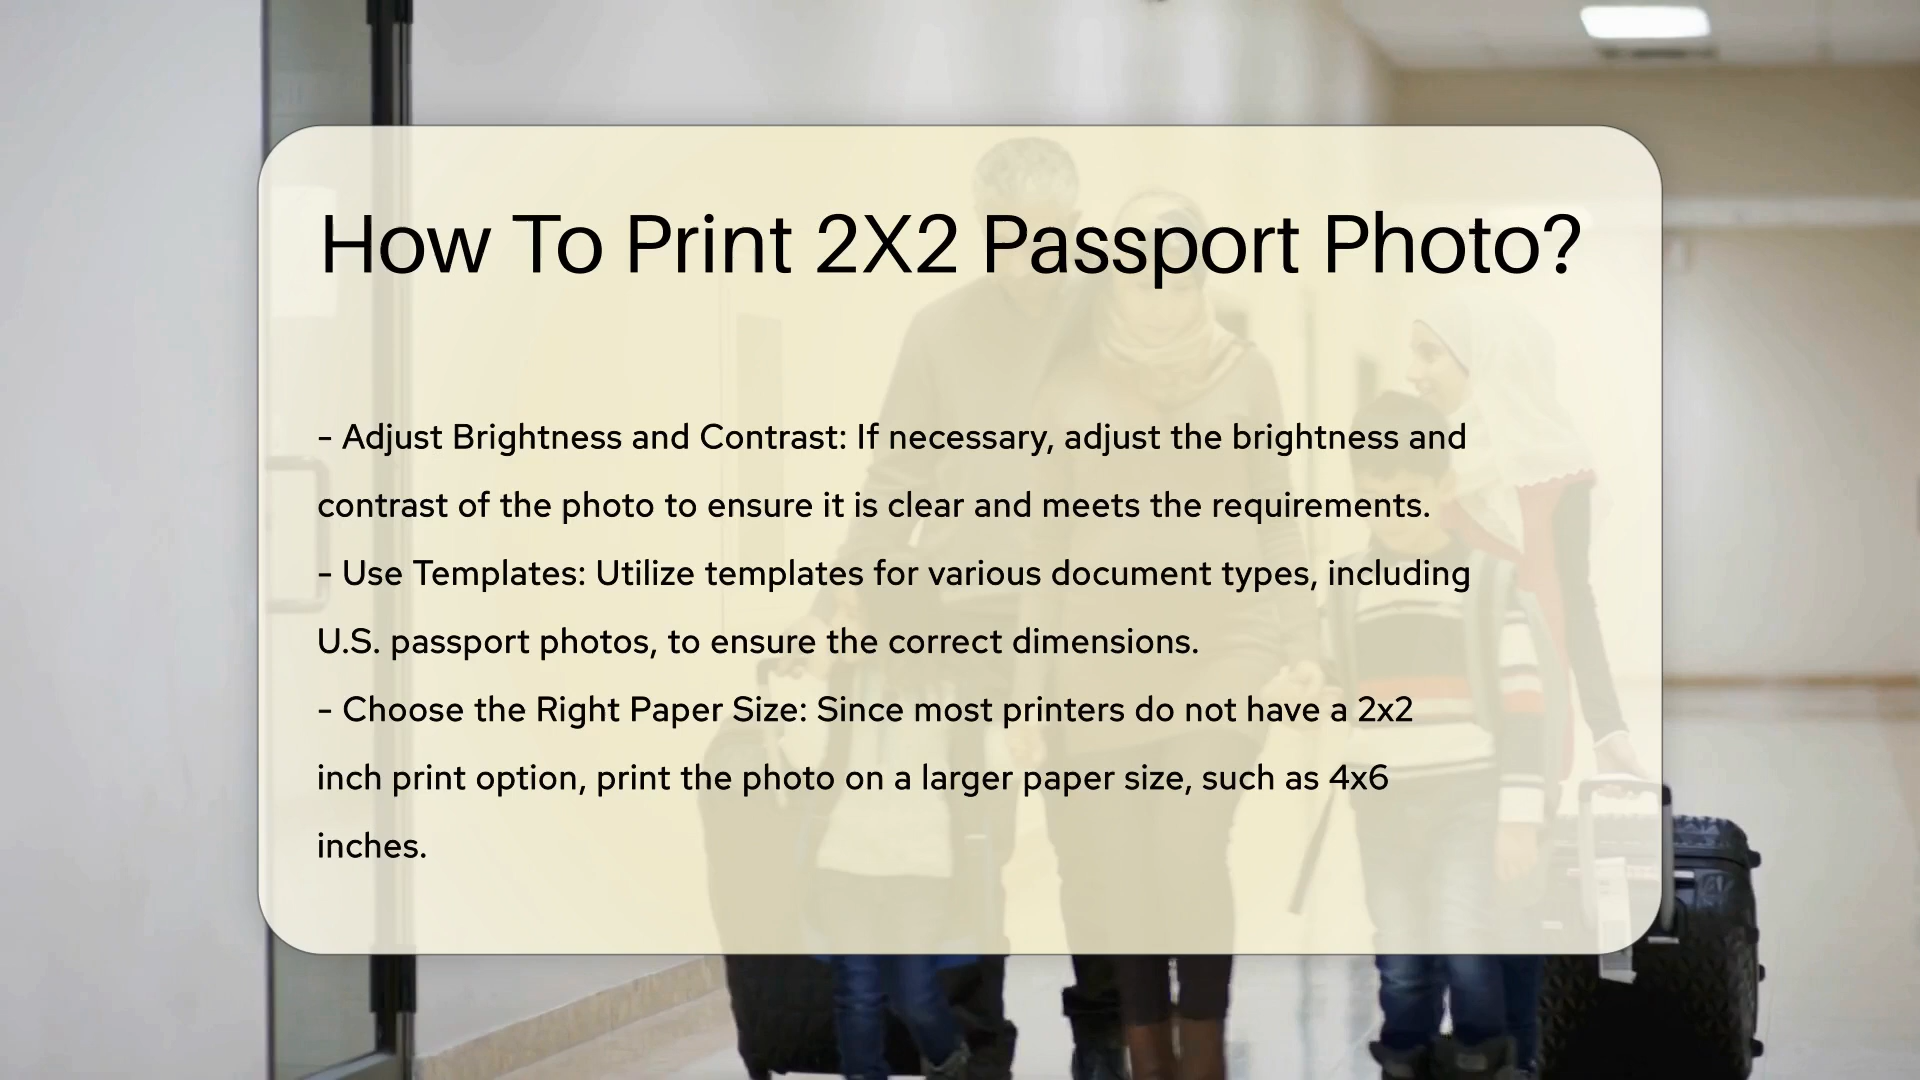 How To Print 2X2 Passport Photo?
- Adjust Brightness and Contrast: If necessary, adjust the brightness and
contrast of the photo to ensure it is clear and meets the requirements.
- Use Templates: Utilize templates for various document types, including
U.S. passport photos, to ensure the correct dimensions.
- Choose the Right Paper Size: Since most printers do not have a 2x2
inch print option, print the photo on a larger paper size, such as 4x6
inches.